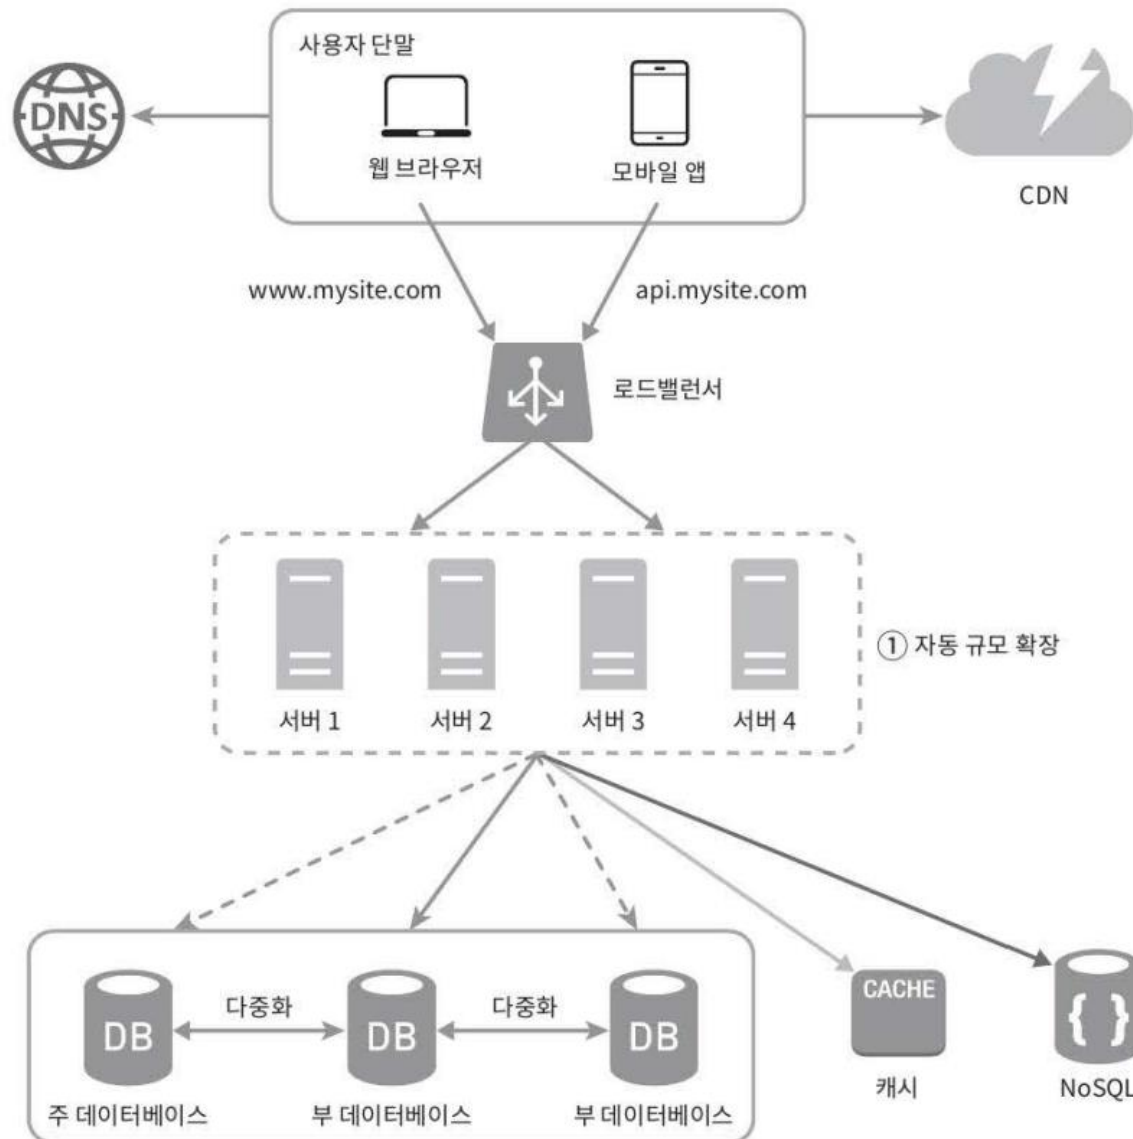 사용자 단말
DNS
웹 브라우저
모바일 앱
CDN
www.mysite.com
api.mysite.com
로드밸런서
① 자동 규모 확장
서버 1
서버 2
서버 3
서버 4
다중화
다중화
DB
DB
DB
CACHE
{ }
주 데이터베이스
부 데이터베이스
부 데이터베이스
캐시
NoSQL